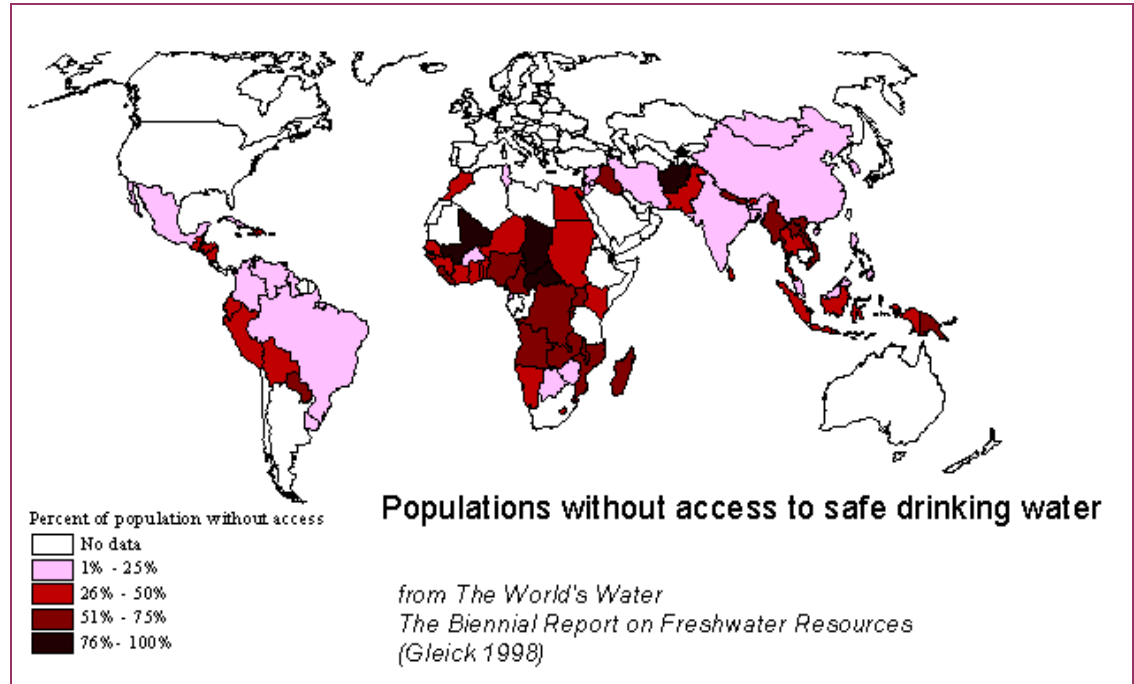 Populations without access to safe drinking water
Percent of population without access
No data
1% - 25%
26% - 50%
51% - 75%
76% - 100%
from The World's Water
The Biennial Report on Freshwater Resources
(Gleick 1998)